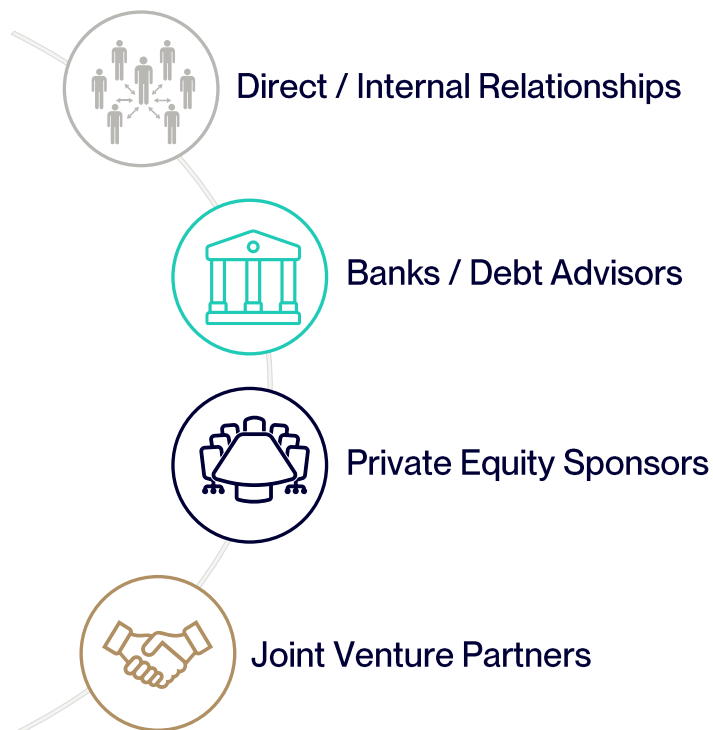 Direct / Internal Relationships
Banks / Debt Advisors
Private Equity Sponsors
Joint Venture Partners